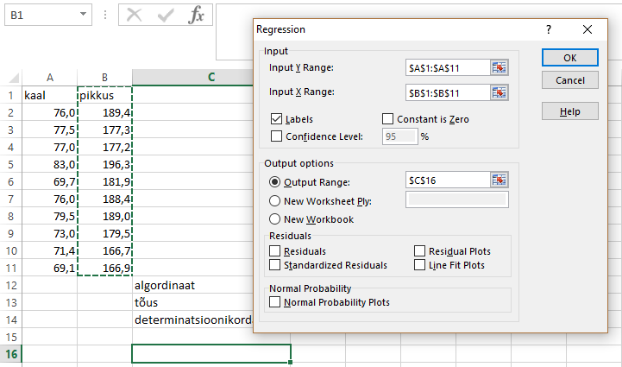 B1
fx
A B C
1 kaal pikkus
2 76,0 189,4
3 77,5 177,3
4 77,0 177,2
5 83,0 196,3
6 69,7 181,9
7 76,0 188,4
8 79,5 189,0
9 73,0 179,5
10 71,4 166,7
11 69,1 166,9
12 algordinaat
13 tõus
14 determinatsioonikord
15
16
Regression
? ×
Input
Input Y Range: $A$1:$A$11
Input X Range: $B$1:$B$11
Labels Constant is Zero
Confidence Level: 95 %
OK
Cancel
Help
Output options
Output Range: $C$16
New Worksheet Ply:
New Workbook
Residuals
Residuals Residual Plots
Standardized Residuals Line Fit Plots
Normal Probability
Normal Probability Plots